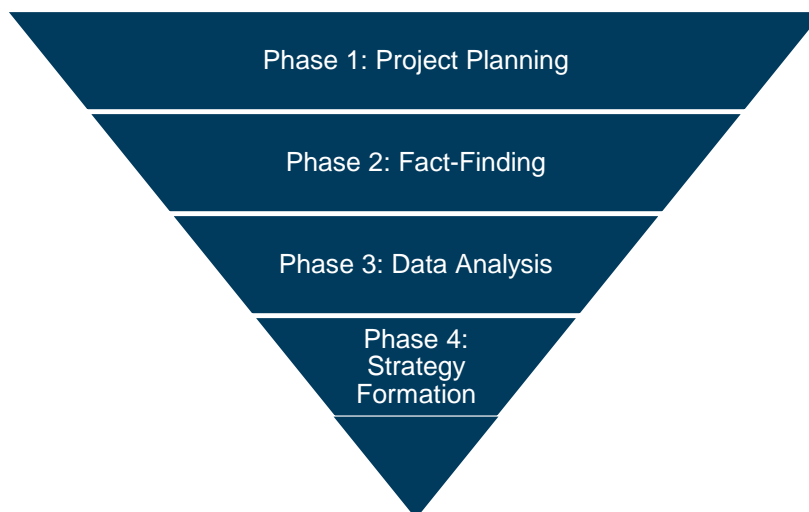 Phase 1: Project Planning
Phase 2: Fact-Finding
Phase 3: Data Analysis
Phase 4:
Strategy
Formation